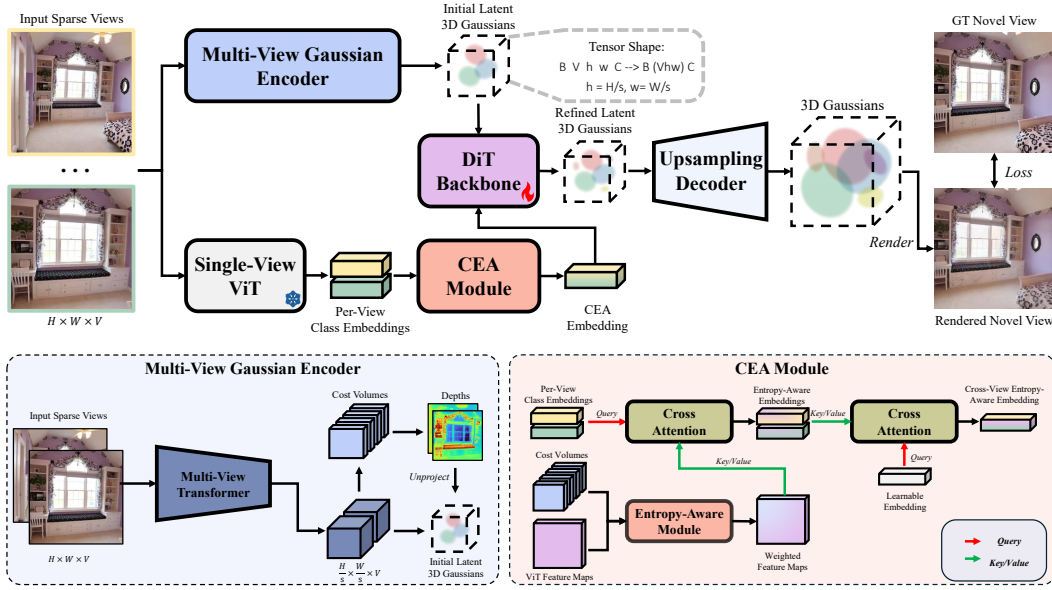 Input Sparse Views
Multi-View Gaussian
Encoder
Initial Latent
3D Gaussians
Tensor Shape:
B V h w C --> B (Vhw) C
h = H/s, w= W/s
GT Novel View
...
DiT
Backbone
Refined Latent
3D Gaussians
Upsampling
Decoder
3D Gaussians
Loss
Render
Single-View
ViT
Per-View
Class Embeddings
CEA
Module
CEA
Embedding
H × W × V
Rendered Novel View
Multi-View Gaussian Encoder
Input Sparse Views
H × W × V
Multi-View
Transformer
Cost Volumes
Depths
Unproject
H/s × W/s × V
Initial Latent
3D Gaussians
CEA Module
Per-View
Class Embeddings
Query
Cross
Attention
Entropy-Aware
Embeddings
Key/Value
Cross
Attention
Cross-View Entropy-
Aware Embedding
Cost Volumes
Key/Value
Query
Learnable
Embedding
Entropy-Aware
Module
ViT Feature Maps
Weighted
Feature Maps
Query
Key/Value